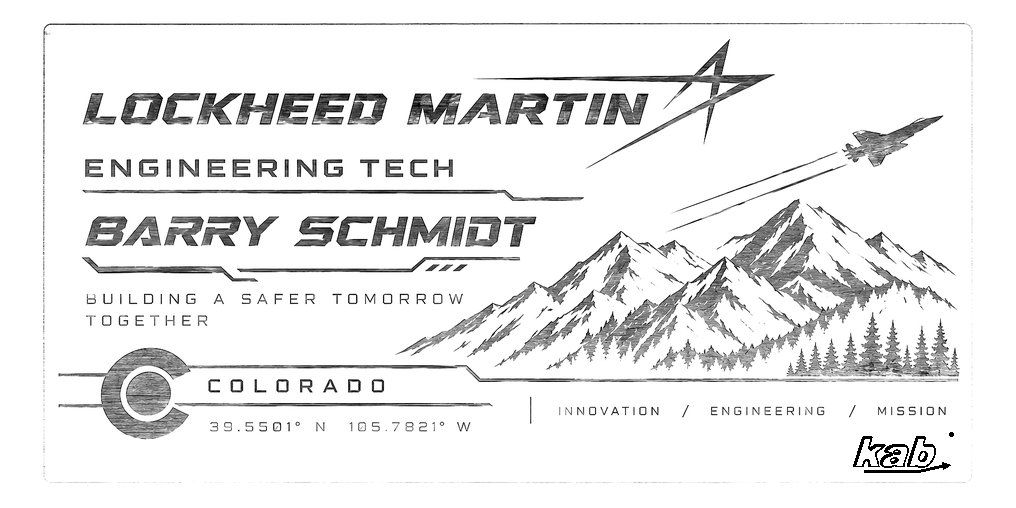 LOCKHEED MARTIN
ENGINEERING TECH
BARRY SCHMIDT
BUILDING A SAFER TOMORROW
TOGETHER
COLORADO
39.5501° N 105.7821° W
INNOVATION / ENGINEERING / MISSION
kab